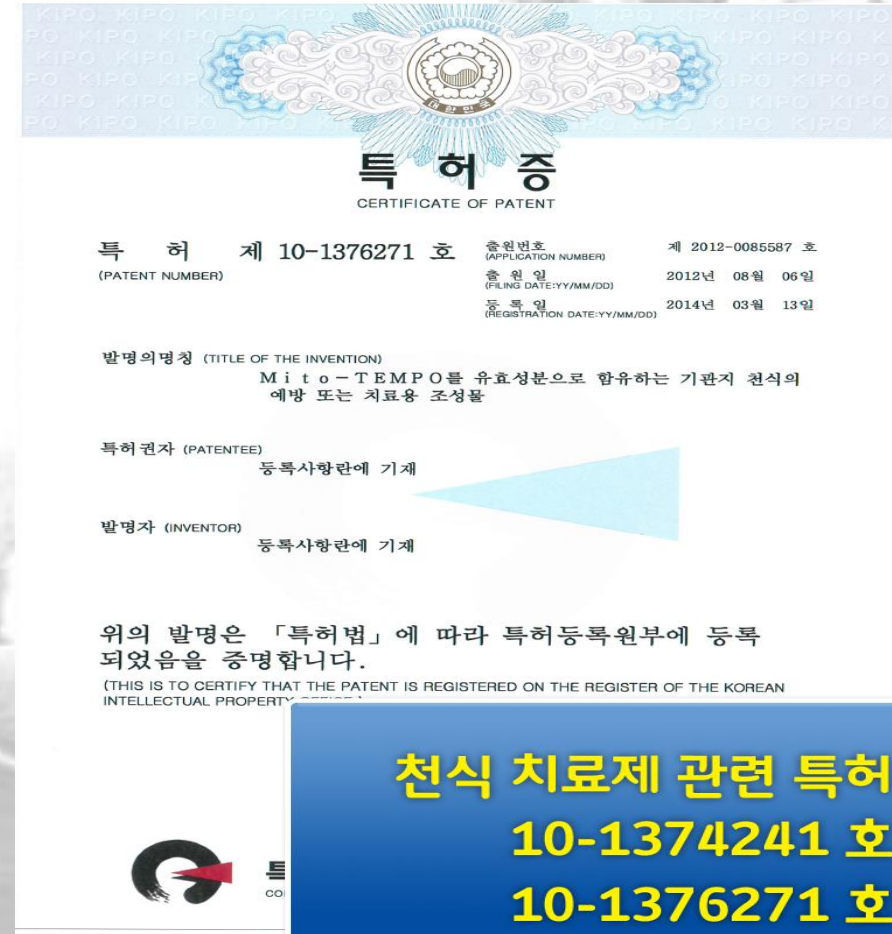 특 허 증
CERTIFICATE OF PATENT
특 허 제 10-1376271 호
(PATENT NUMBER)
출원번호 제 2012-0085587 호
(APPLICATION NUMBER)
출 원 일 2012년 08월 06일
(FILING DATE:YY/MM/DD)
등 록 일 2014년 03월 13일
(REGISTRATION DATE:YY/MM/DD)
발명의명칭 (TITLE OF THE INVENTION)
Mito-TEMPO를 유효성분으로 함유하는 기관지 천식의
예방 또는 치료용 조성물
특허권자 (PATENTEE)
등록사항란에 기재
발명자 (INVENTOR)
등록사항란에 기재
위의 발명은 「특허법」에 따라 특허등록원부에 등록
되었음을 증명합니다.
(THIS IS TO CERTIFY THAT THE PATENT IS REGISTERED ON THE REGISTER OF THE KOREAN
INTELLECTUAL PROPERTY
천식 치료제 관련 특허
10-1374241 호
10-1376271 호